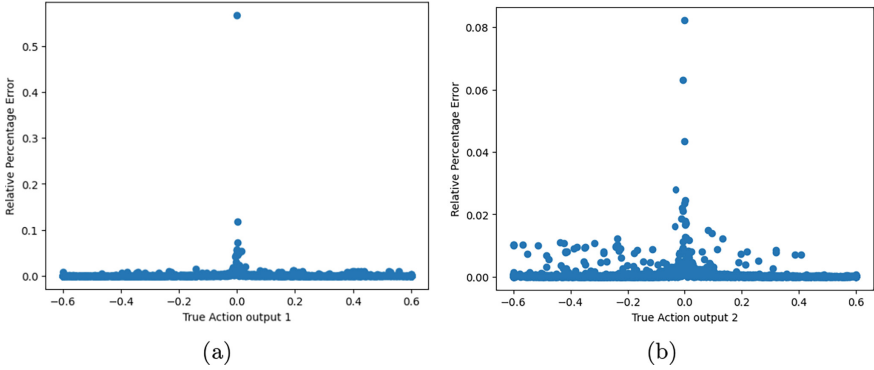 0.5
0.4
0.3
0.2
0.1
0.0
Relative Percentage Error
−0.6 −0.4 −0.2 0.0 0.2 0.4 0.6
True Action output 1
(a)
0.08
0.06
0.04
0.02
0.00
Relative Percentage Error
−0.6 −0.4 −0.2 0.0 0.2 0.4 0.6
True Action output 2
(b)